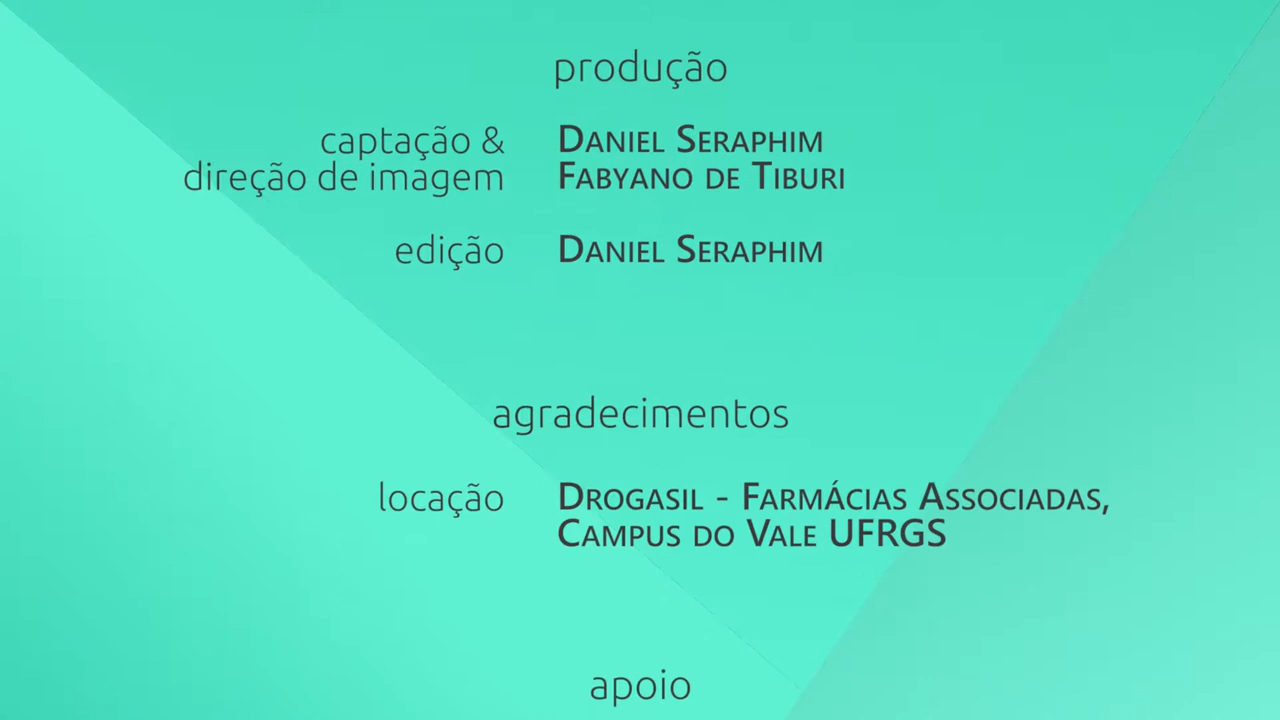 produção
captação & DANIEL SERAPHIM
direção de imagem FABYANO DE TIBURI
edição DANIEL SERAPHIM
agradecimentos
locação DROGASIL - FARMÁCIAS ASSOCIADAS,
CAMPUS DO VALE UFRGS
apoio